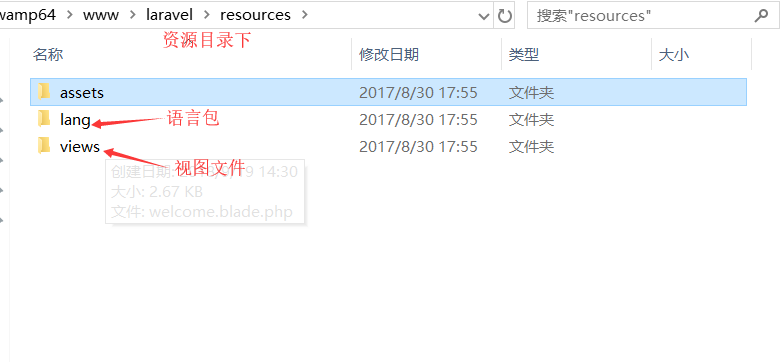 wamp64 > www > laravel > resources >
搜索"resources"
资源目录下
名称 修改日期 类型 大小
assets 2017/8/30 17:55 文件夹
lang 语言包 2017/8/30 17:55 文件夹
views 2017/8/30 17:55 文件夹
视图文件
创建日期: 14:30
大小: 2.67 KB
文件: welcome.blade.php